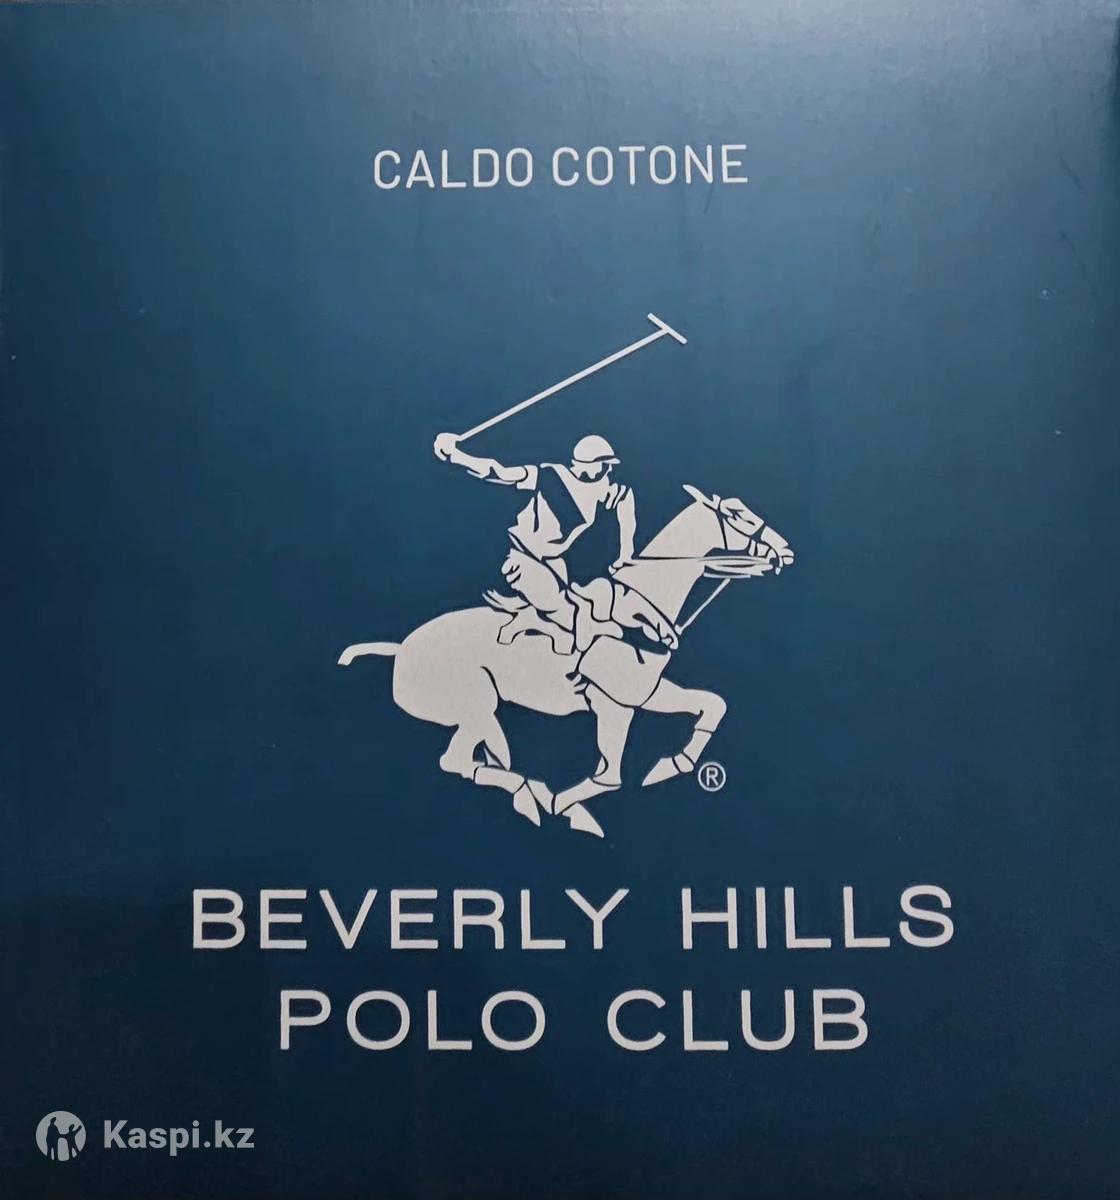 CALDO COTONE
®
BEVERLY HILLS
POLO CLUB
Kaspi.kz